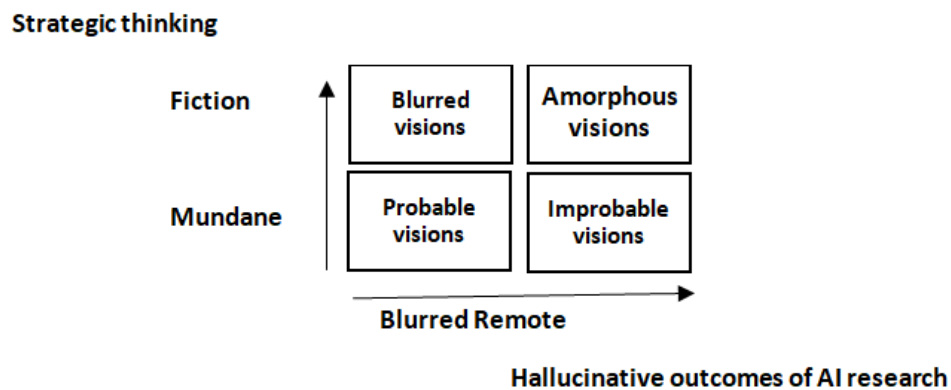 Strategic thinking
Fiction
Blurred
visions
Amorphous
visions
Mundane
Probable
visions
Improbable
visions
Blurred Remote
Hallucinative outcomes of AI research